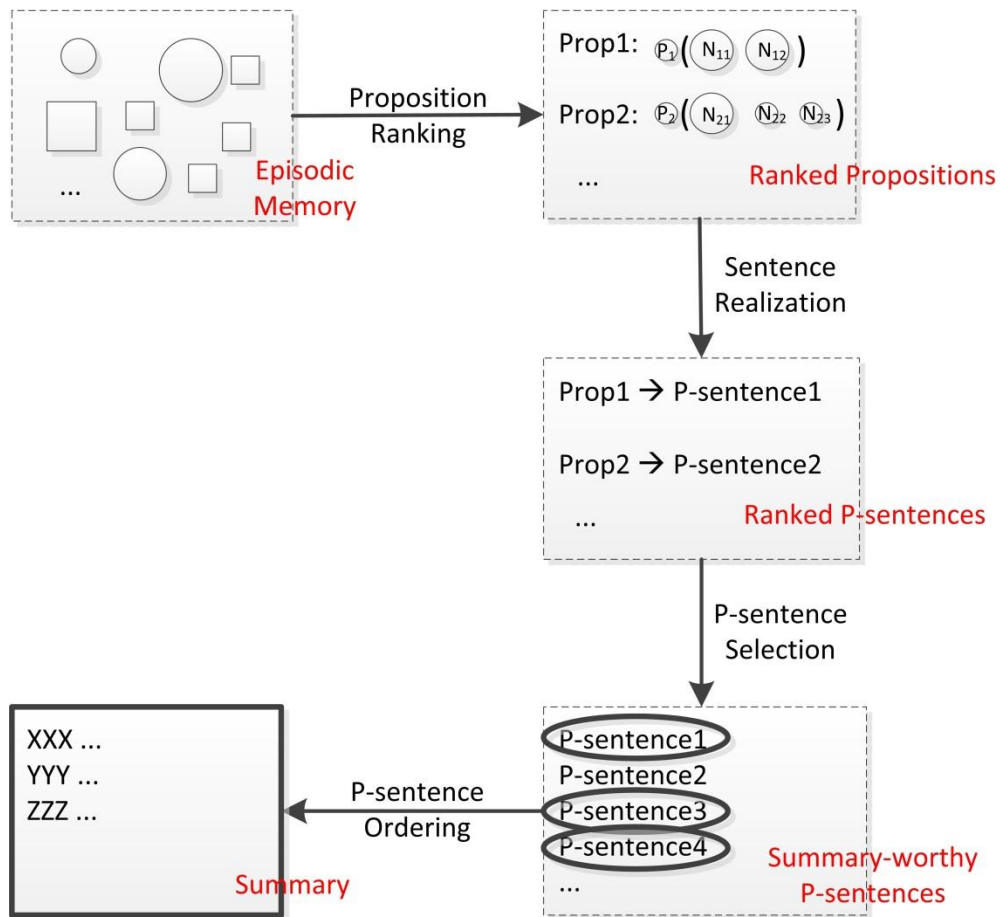 ...
Episodic
Memory
Proposition
Ranking
Prop1: P1(N11 N12)
Prop2: P2(N21 N22 N23)
...
Ranked Propositions
Sentence
Realization
Prop1 → P-sentence1
Prop2 → P-sentence2
...
Ranked P-sentences
P-sentence
Selection
P-sentence1
P-sentence2
P-sentence3
P-sentence4
...
Summary-worthy
P-sentences
P-sentence
Ordering
XXX ...
YYY ...
ZZZ ...
Summary